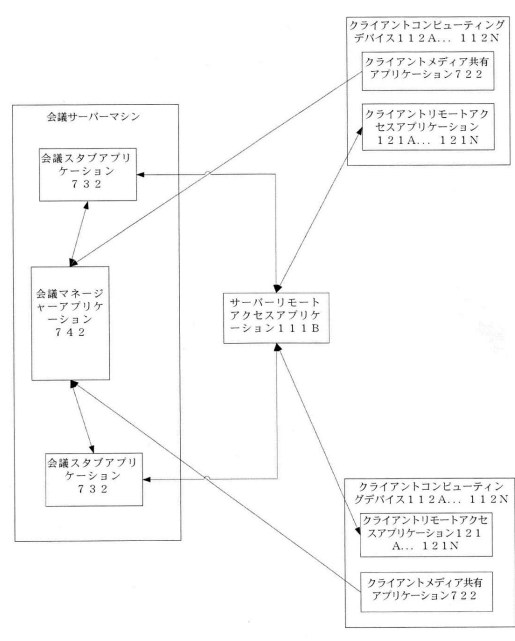 クライアントコンピューティング
デバイス112A... 112N
クライアントメディア共有
アプリケーション722
クライアントリモートアク
セスアプリケーション
121A... 121N
会議サーバーマシン
会議スタブアプリ
ケーション
732
会議マネージ
ャーアプリケ
ーション
742
サーバーリモート
アクセスアプリケ
ーション111B
会議スタブアプリ
ケーション
732
クライアントコンピューティン
グデバイス112A... 112N
クライアントリモートアクセ
スアプリケーション121
A... 121N
クライアントメディア共有
アプリケーション722